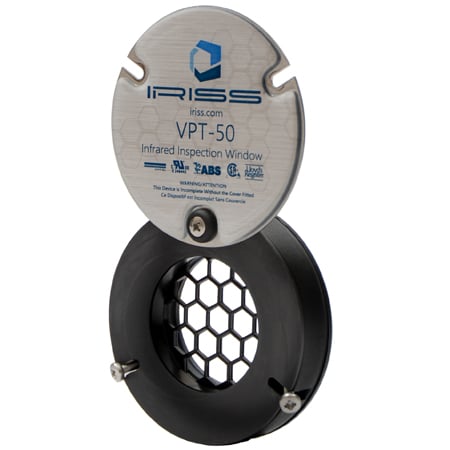 IRISS
iriss.com
VPT-50
Infrared Inspection Window
ABS
Lloyd's Register
WARNING/ATTENTION
This Device is Incomplete Without the Cover Fitted
Ce Dispositif est Incomplet Sans Couvercle